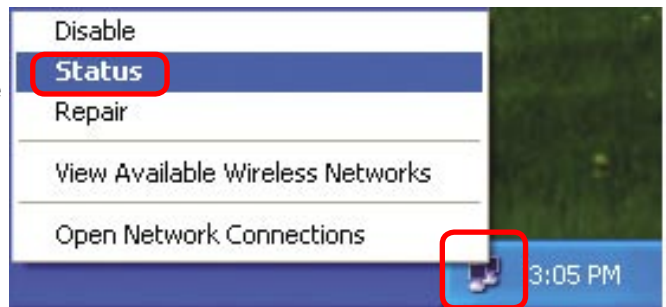 Disable
Status
Repair
View Available Wireless Networks
Open Network Connections
3:05 PM